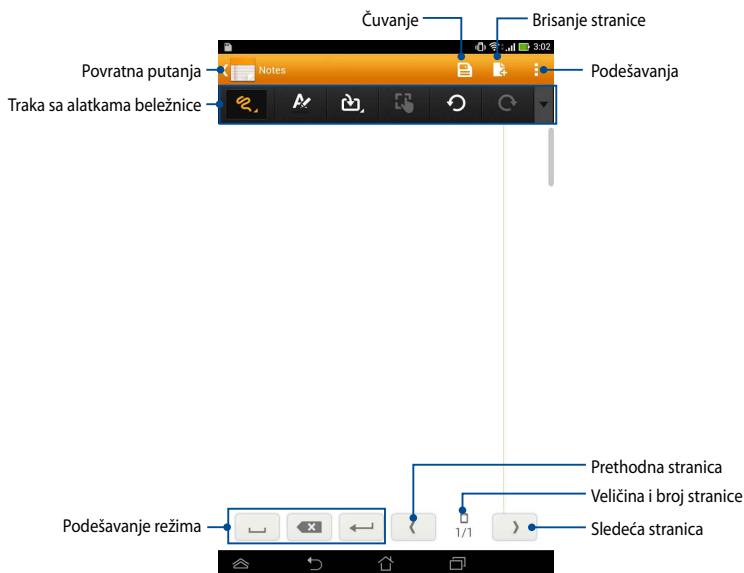 Čuvanje
Brisanje stranice
3:02
Povratna putanja
Notes
Podešavanja
Traka sa alatkama beležnice
Prethodna stranica
Veličina i broj stranice
Podešavanje režima
1/1
Sledeća stranica